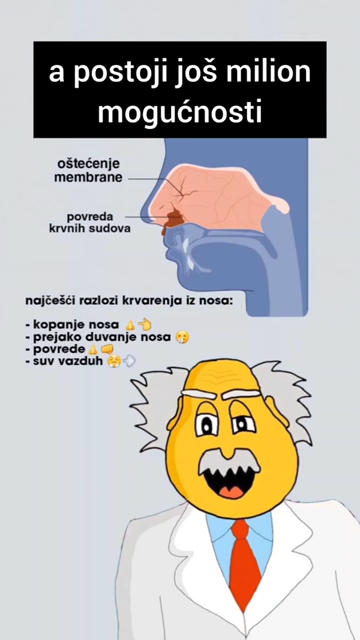 a postoji još milion
mogućnosti
oštećenje
membrane
povreda
krvnih sudova
najčešći razlozi krvarenja iz nosa:
- kopanje nosa 👃👈
- prejako duvanje nosa 🤧
- povrede👃👊
- suv vazduh 😤💨